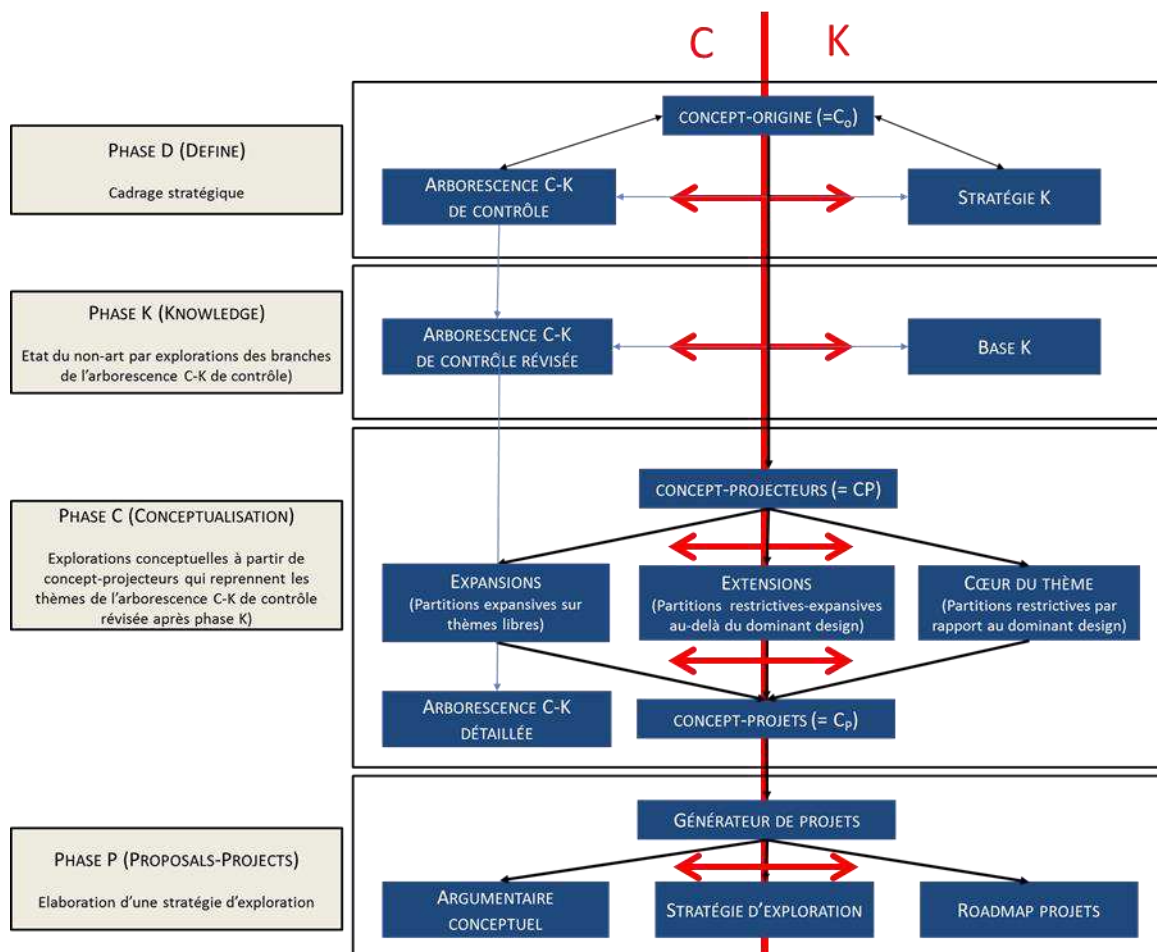 C K
PHASE D (DEFINE)
Cadrage stratégique
CONCEPT-ORIGINE (=Co)
ARBORESCENCE C-K
DE CONTRÔLE
STRATÉGIE K
PHASE K (KNOWLEDGE)
Etat du non-art par explorations des branches
de l'arborescence C-K de contrôle)
ARBORESCENCE C-K
DE CONTRÔLE RÉVISÉE
BASE K
PHASE C (CONCEPTUALISATION)
Explorations conceptuelles à partir de
concept-projecteurs qui reprennent les
thèmes de l'arborescence C-K de contrôle
révisée après phase K)
CONCEPT-PROJECTEURS (= CP)
EXPANSIONS
(Partitions expansives sur
thèmes libres)
EXTENSIONS
(Partitions restrictives-expansives
au-delà du dominant design)
CŒUR DU THÈME
(Partitions restrictives par
rapport au dominant design)
ARBORESCENCE C-K
DÉTAILLÉE
CONCEPT-PROJETS (= CP)
PHASE P (PROPOSALS-PROJECTS)
Elaboration d'une stratégie d'exploration
GÉNÉRATEUR DE PROJETS
ARGUMENTAIRE
CONCEPTUEL
STRATÉGIE D'EXPLORATION
ROADMAP PROJETS